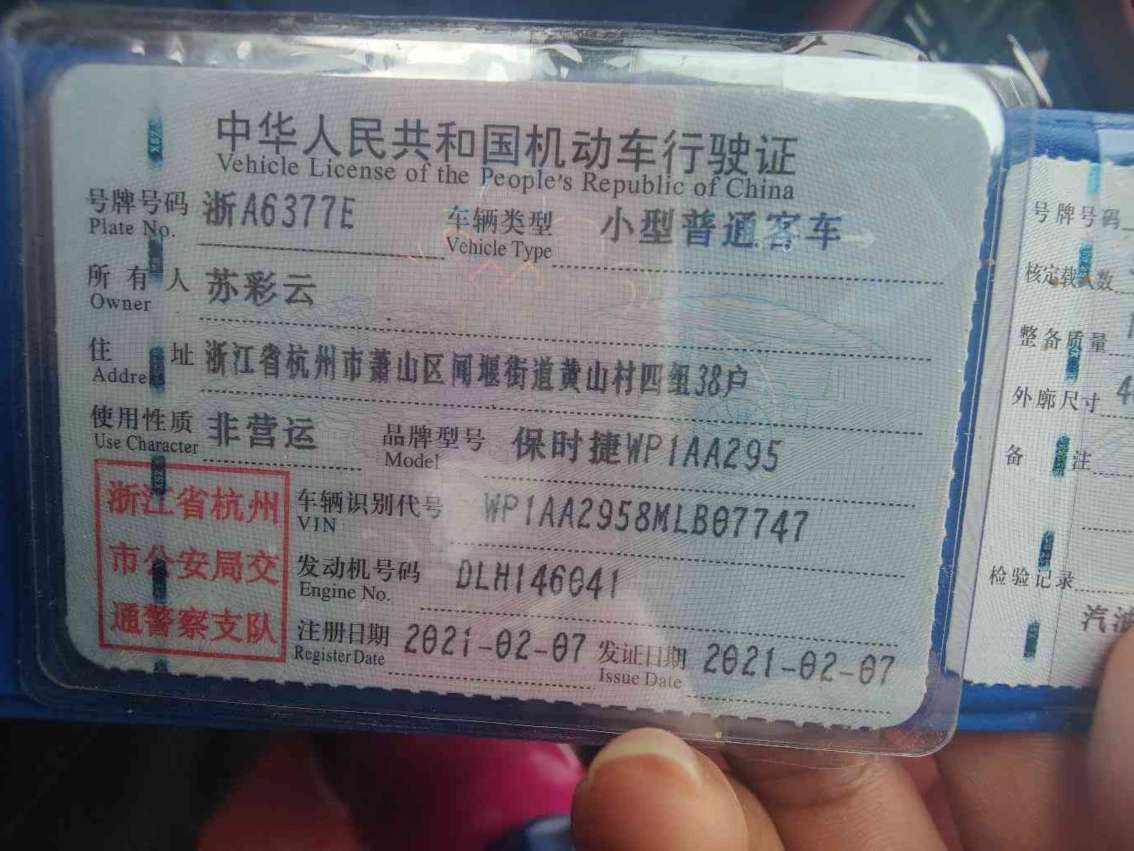 中华人民共和国机动车行驶证
Vehicle License of the People's Republic of China
号牌号码 浙A6377E 车辆类型 小型普通客车
Plate No. Vehicle Type
所有人 苏彩云
Owner
住址 浙江省杭州市萧山区闻堰街道黄山村四组38户
Addre
使用性质 非营运 品牌型号 保时捷WP1AA295
Use Character Model
浙江省杭州
市公安局交
通警察支队
车辆识别代号 WP1AA2958MLB07747
VIN
发动机号码 DLH146041
Engine No.
注册日期 2021-02-07 发证日期 2021-02-07
Register Date Issue Date
号牌号码
核定载人数
整备质量
外廓尺寸 4
备注
检验记录
汽油